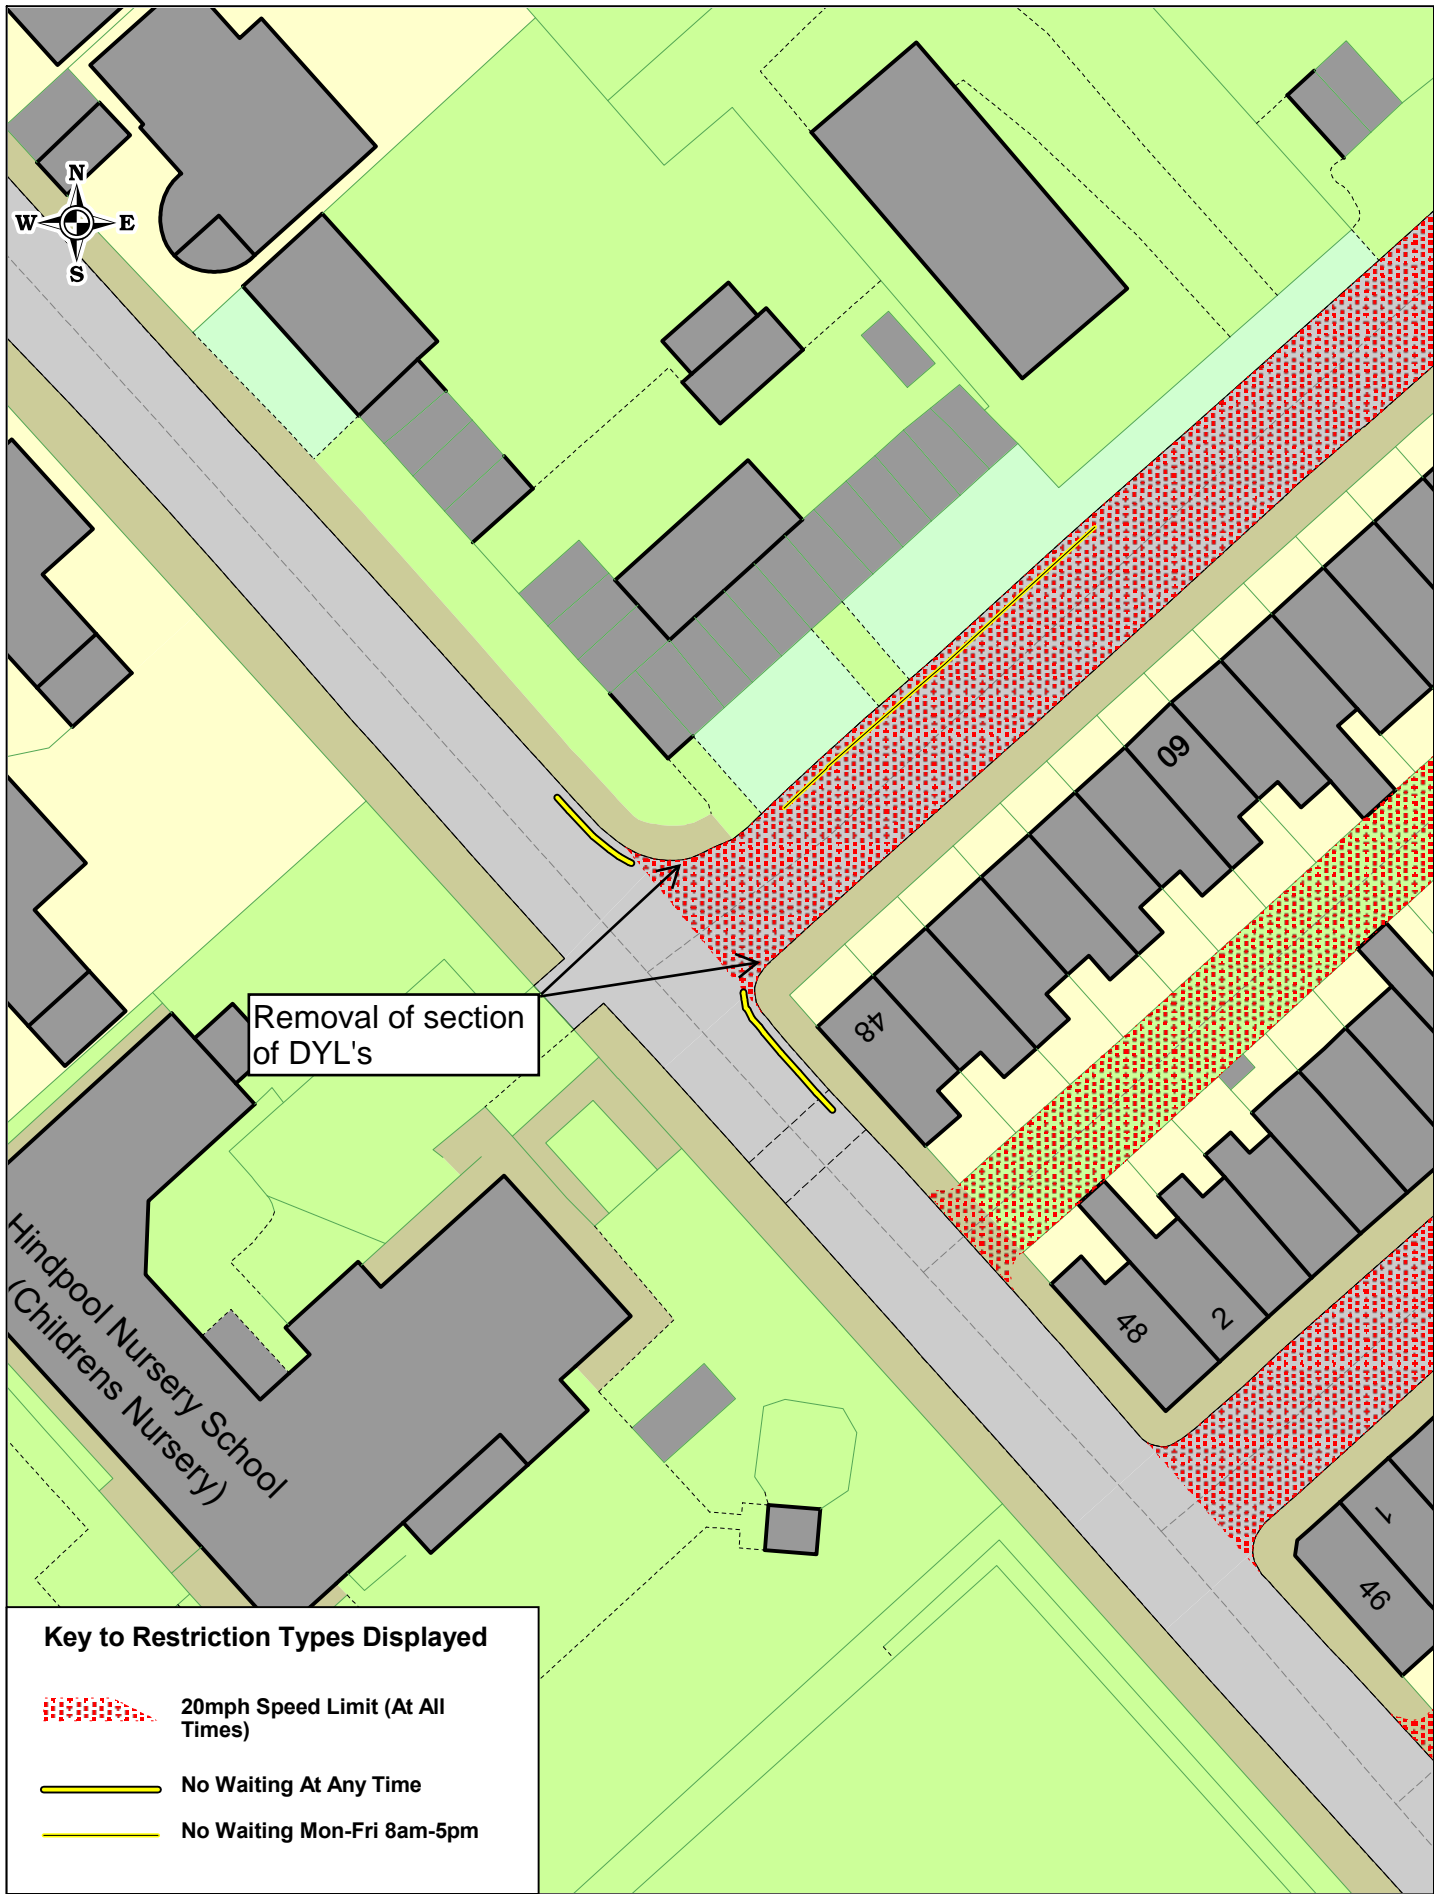 N
W E
S
60
48
Removal of section
of DYL's
48
2
Hindpool Nursery School
(Childrens Nursery)
1
46
Key to Restriction Types Displayed
20mph Speed Limit (At All
Times)
No Waiting At Any Time
No Waiting Mon-Fri 8am-5pm